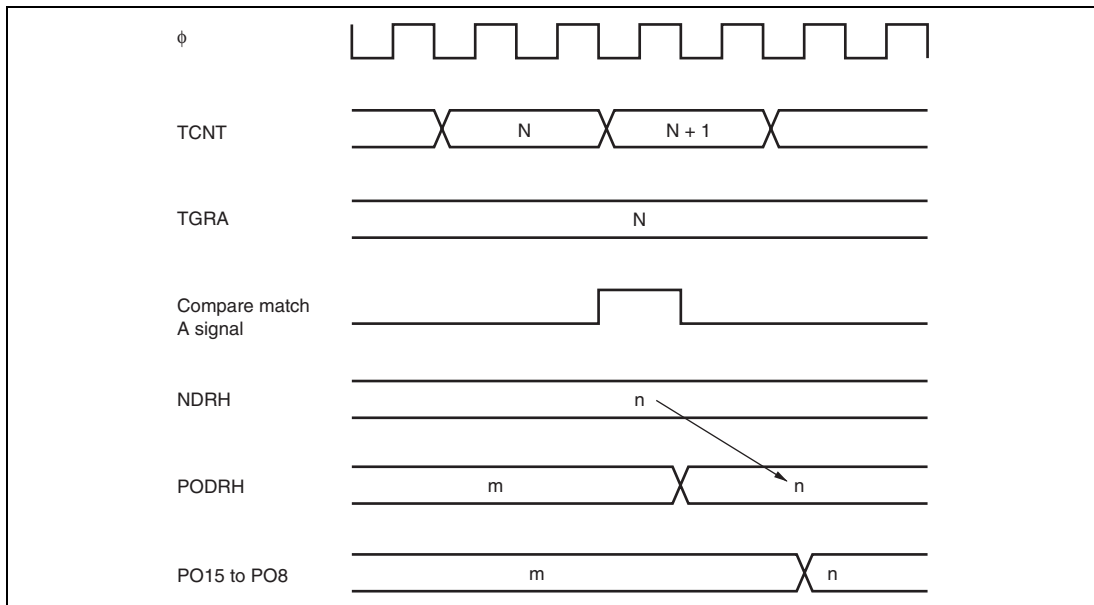 ϕ
TCNT
N
N + 1
TGRA
N
Compare match
A signal
NDRH
n
PODRH
m
n
PO15 to PO8
m
n